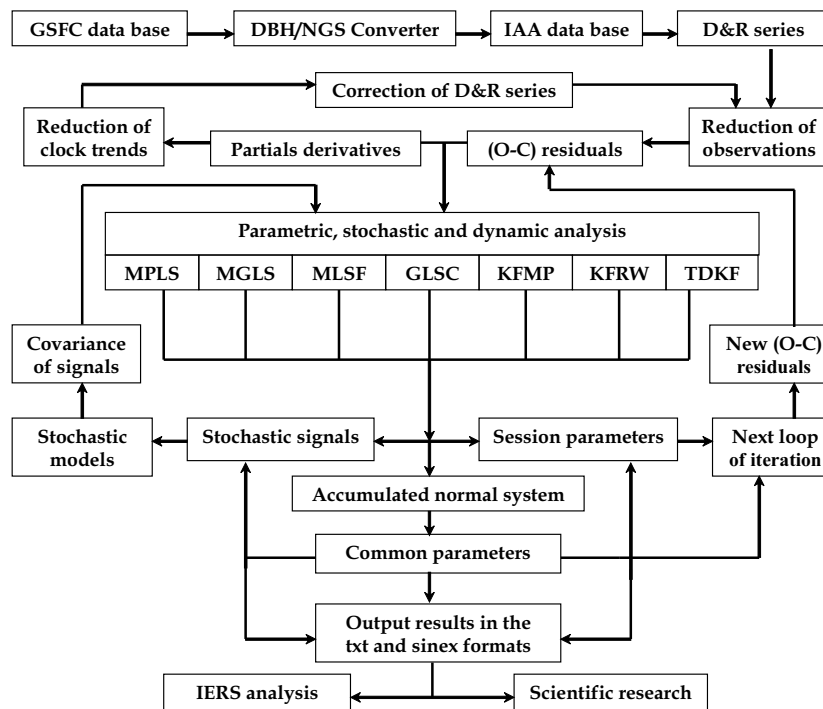 GSFC data base
DBH/NGS Converter
IAA data base
D&R series
Correction of D&R series
Reduction of
clock trends
Partials derivatives
(O-C) residuals
Reduction of
observations
Parametric, stochastic and dynamic analysis
MPLS
MGLS
MLSF
GLSC
KFMP
KFRW
TDKF
Covariance
of signals
New (O-C)
residuals
Stochastic
models
Stochastic signals
Session parameters
Next loop
of iteration
Accumulated normal system
Common parameters
Output results in the
txt and sinex formats
IERS analysis
Scientific research